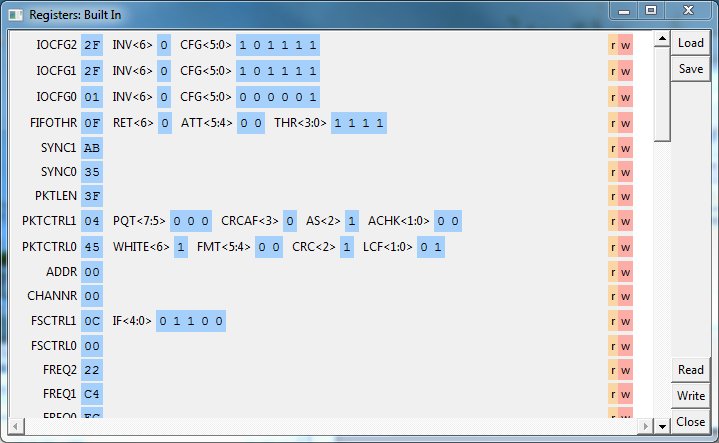 Registers: Built In
IOCFG2 2F INV<6> 0 CFG<5:0> 1 0 1 1 1 1 r w Load
IOCFG1 2F INV<6> 0 CFG<5:0> 1 0 1 1 1 1 r w Save
IOCFG0 01 INV<6> 0 CFG<5:0> 0 0 0 0 0 1 r w
FIFOTHR 0F RET<6> 0 ATT<5:4> 0 0 THR<3:0> 1 1 1 1 r w
SYNC1 AB r w
SYNC0 35 r w
PKTLEN 3F r w
PKTCTRL1 04 PQT<7:5> 0 0 0 CRCAF<3> 0 AS<2> 1 ACHK<1:0> 0 0 r w
PKTCTRL0 45 WHITE<6> 1 FMT<5:4> 0 0 CRC<2> 1 LCF<1:0> 0 1 r w
ADDR 00 r w
CHANNR 00 r w
FSCTRL1 0C IF<4:0> 0 1 1 0 0 r w
FSCTRL0 00 r w
FREQ2 22 r w Read
FREQ1 C4 r w Write
FREQ0 EC r w Close